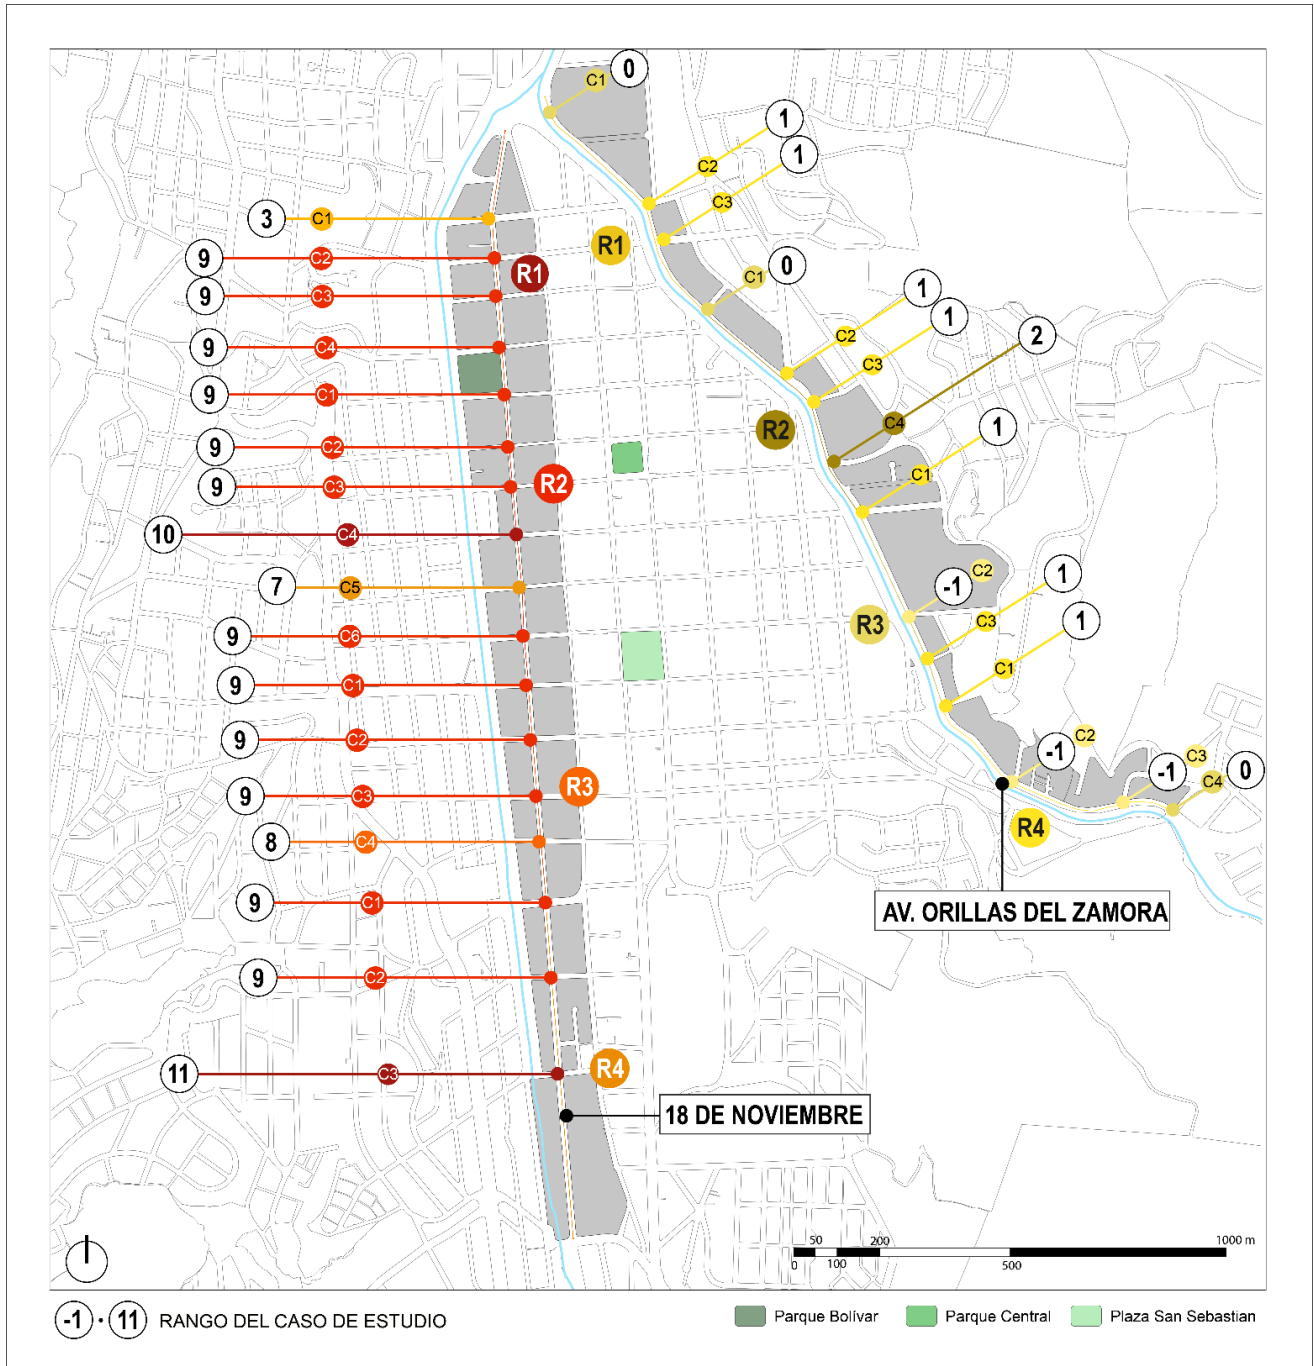 C1 0
C2 1
C3 1
3 C1
R1
9 C2
R1
C1 0
9 C3
C2 1
C3 1
9 C4
2
9 C1
C4
R2
1
9 C2
C1
9 C3
R2
10 C4
C2
-1
1
7 C5
C3
1
R3
9 C6
C1
9 C1
9 C2
C2
-1
C3
-1
C4 0
R3
9 C3
R4
8 C4
9 C1
AV. ORILLAS DEL ZAMORA
9 C2
11 C3
R4
18 DE NOVIEMBRE
50 200 1000 m
0 100 500
-1 · 11 RANGO DEL CASO DE ESTUDIO
Parque Bolívar Parque Central Plaza San Sebastian